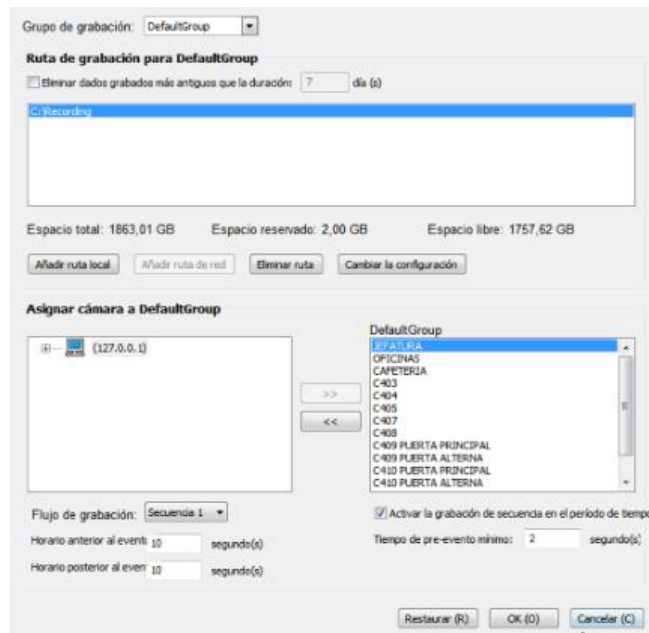 Grupo de grabación: DefaultGroup
Ruta de grabación para DefaultGroup
Eliminar dados grabados más antiguos que la duración: 7 día (s)
C:\Recording
Espacio total: 1863,01 GB Espacio reservado: 2,00 GB Espacio libre: 1757,62 GB
Añadir ruta local Añadir ruta de red Eliminar ruta Cambiar la configuración
Asignar cámara a DefaultGroup
DefaultGroup
(127.0.0.1)
JEFATURA
OFICINAS
CAFETERIA
C403
C404
C405
C407
C408
C409 PUERTA PRINCIPAL
C409 PUERTA ALTERNA
C410 PUERTA PRINCIPAL
C410 PUERTA ALTERNA
>>
<<
Flujo de grabación: Secuencia 1
Activar la grabación de secuencia en el período de tiempo
Horario anterior al event 10 segundo(s)
Tiempo de pre-evento mínimo: 2 segundo(s)
Horario posterior al even 10 segundo(s)
Restaurar (R) OK (O) Cancelar (C)